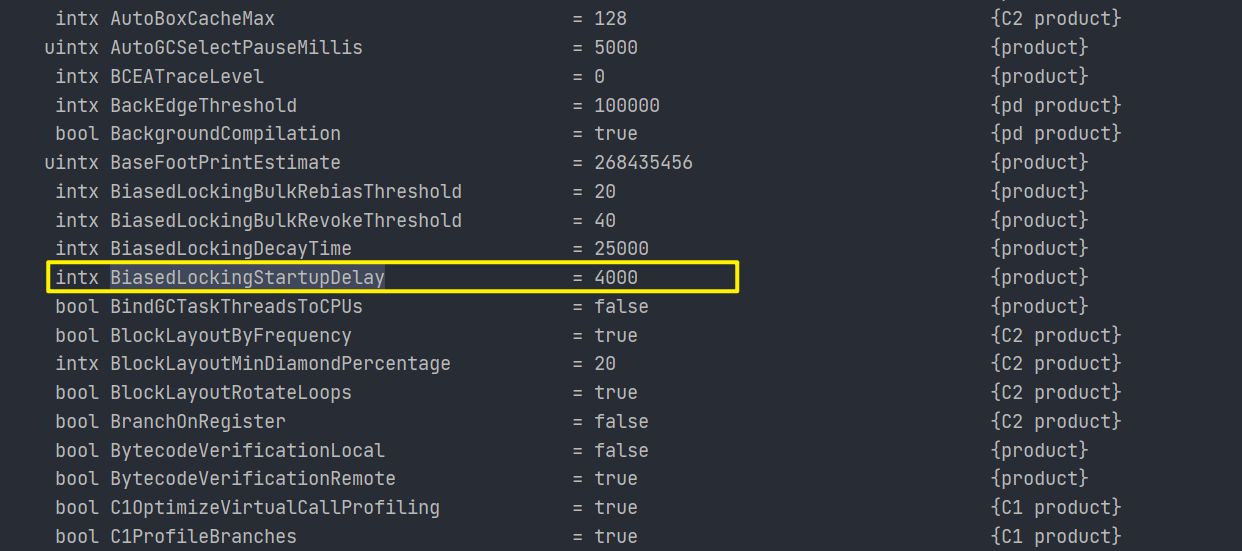 intx AutoBoxCacheMax = 128 {C2 product}
uintx AutoGCSelectPauseMillis = 5000 {product}
intx BCEATraceLevel = 0 {product}
intx BackEdgeThreshold = 100000 {pd product}
bool BackgroundCompilation = true {pd product}
uintx BaseFootPrintEstimate = 268435456 {product}
intx BiasedLockingBulkRebiasThreshold = 20 {product}
intx BiasedLockingBulkRevokeThreshold = 40 {product}
intx BiasedLockingDecayTime = 25000 {product}
intx BiasedLockingStartupDelay = 4000 {product}
bool BindGCTaskThreadsToCPUs = false {product}
bool BlockLayoutByFrequency = true {C2 product}
intx BlockLayoutMinDiamondPercentage = 20 {C2 product}
bool BlockLayoutRotateLoops = true {C2 product}
bool BranchOnRegister = false {C2 product}
bool BytecodeVerificationLocal = false {product}
bool BytecodeVerificationRemote = true {product}
bool C1OptimizeVirtualCallProfiling = true {C1 product}
bool C1ProfileBranches = true {C1 product}